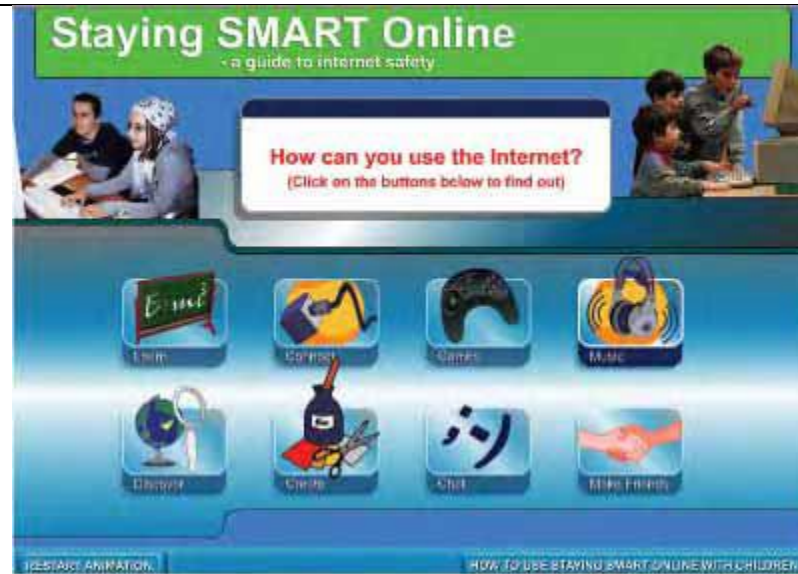 Staying SMART Online
- a guide to internet safety
How can you use the Internet?
(Click on the buttons below to find out)
Learn
Connect
Games
Music
Discover
Create
Chat
Make Friends
RESTART ANIMATION
HOW TO USE STAYING SMART ONLINE WITH CHILDREN